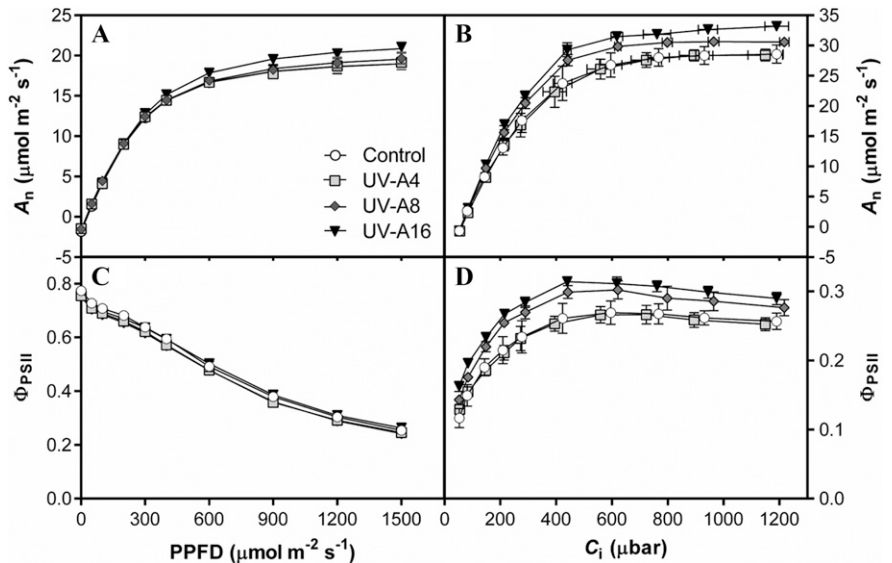 A
B
C
D
25
20
15
10
5
0
-5
Aₙ (μmol m⁻² s⁻¹)
Control
UV-A4
UV-A8
UV-A16
35
30
25
20
15
10
5
0
-5
Aₙ (μmol m⁻² s⁻¹)
0.8
0.6
0.4
0.2
0.0
Φ_PSII
0.3
0.2
0.1
0.0
Φ_PSII
0 300 600 900 1200 1500
PPFD (μmol m⁻² s⁻¹)
0 200 400 600 800 1000 1200
Cᵢ (μbar)